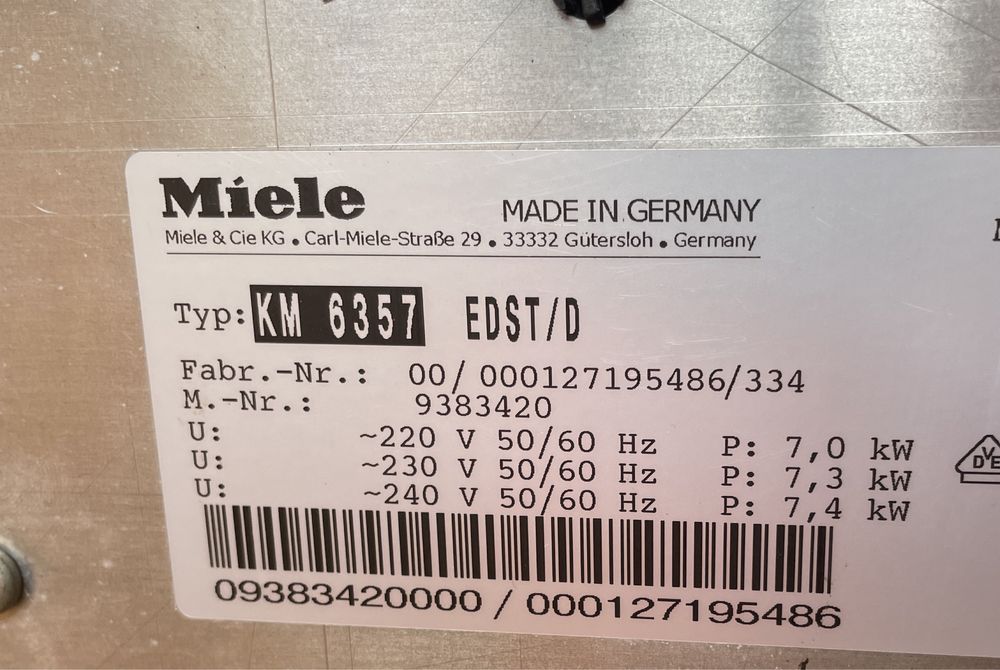 Miele
MADE IN GERMANY
Miele & Cie KG • Carl-Miele-Straße 29 • 33332 Gütersloh • Germany
Typ: KM 6357 EDST/D
Fabr.-Nr.: 00/ 000127195486/334
M.-Nr.: 9383420
U: ~220 V 50/60 Hz P: 7,0 kW
U: ~230 V 50/60 Hz P: 7,3 kW
U: ~240 V 50/60 Hz P: 7,4 kW
DVE
09383420000 / 000127195486